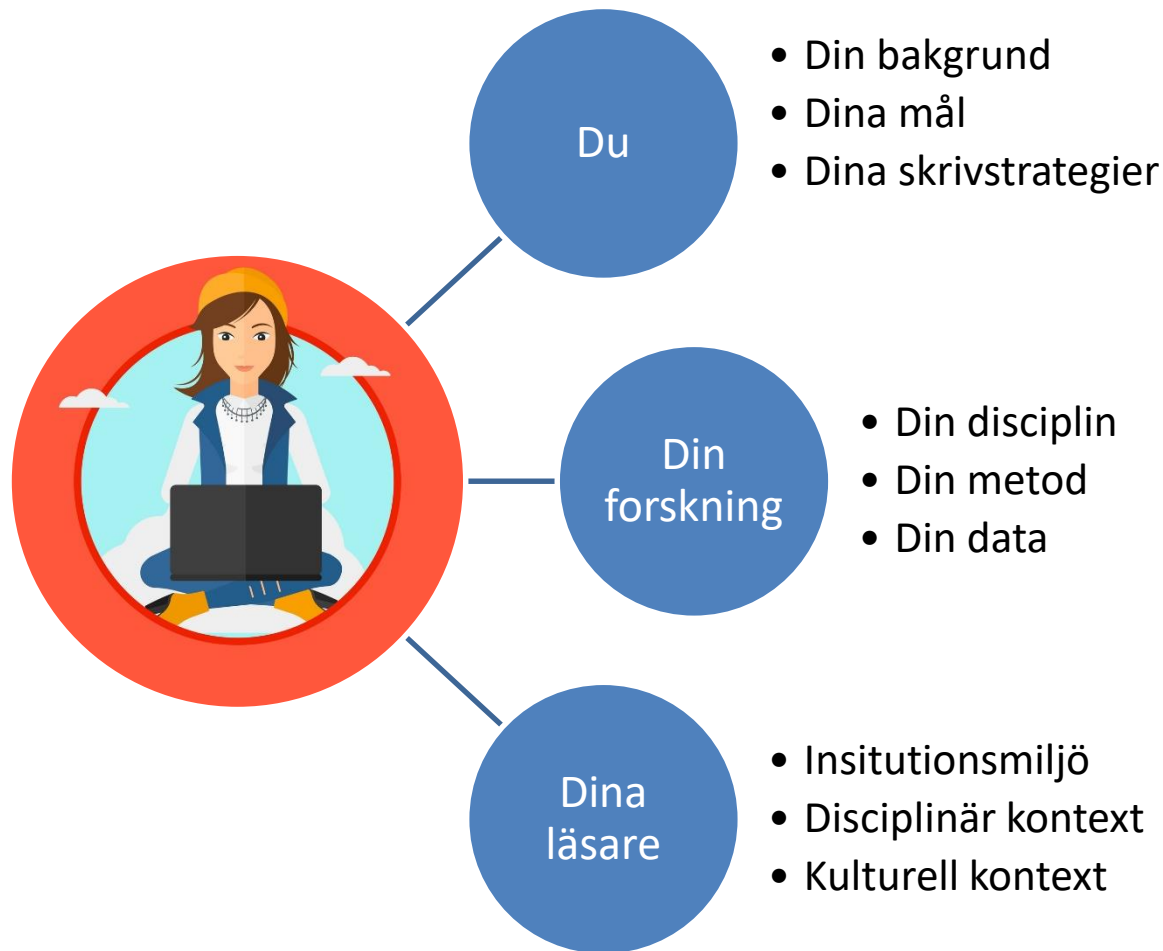 Du
• Din bakgrund
• Dina mål
• Dina skrivstrategier
Din
forskning
• Din disciplin
• Din metod
• Din data
Dina
läsare
• Insitutionsmiljö
• Disciplinär kontext
• Kulturell kontext